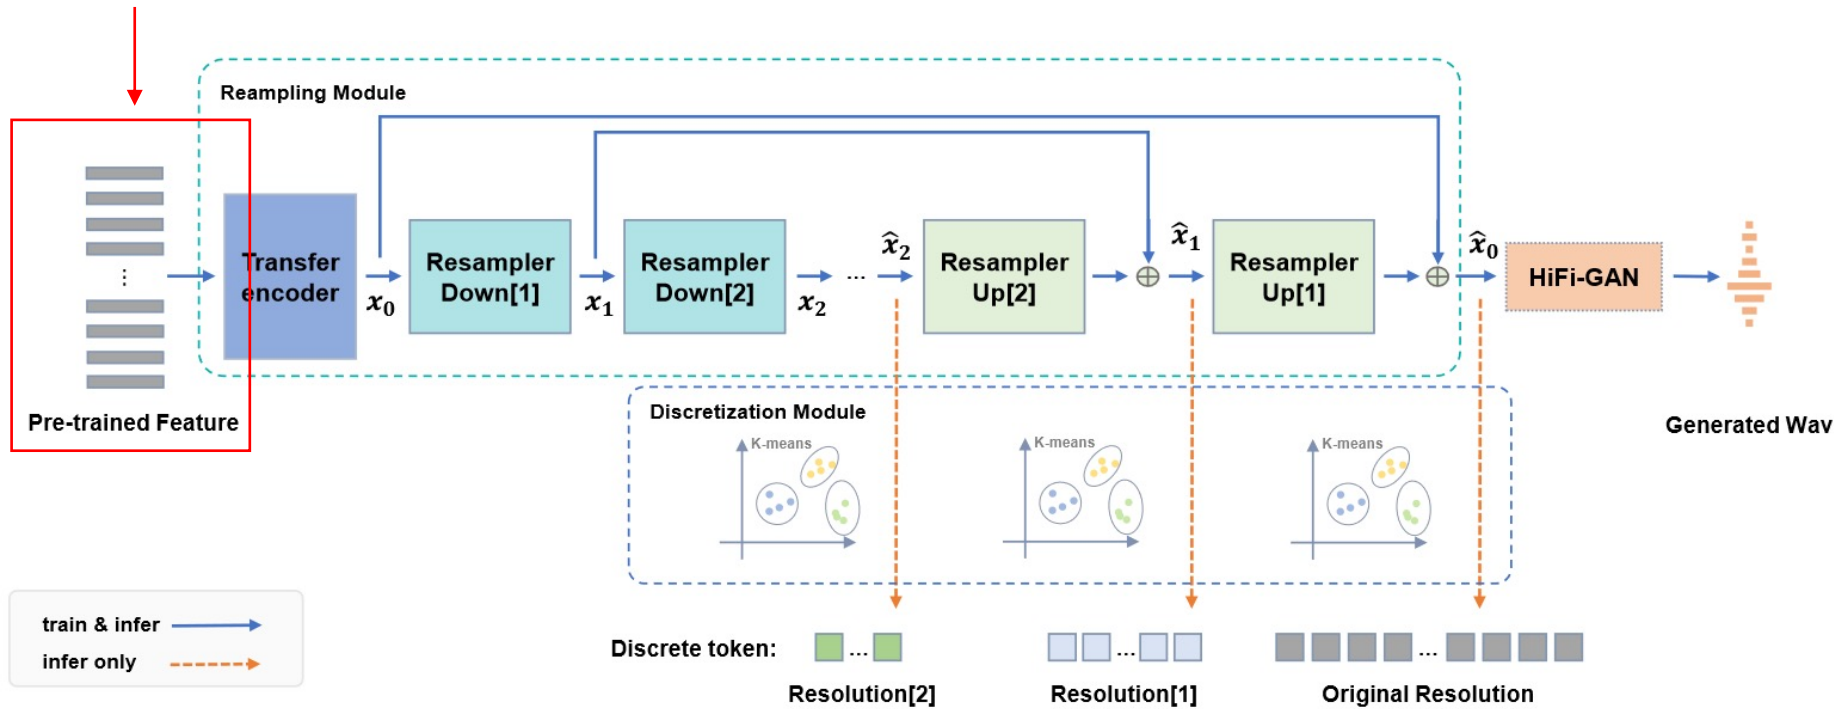 Reampling Module
Transfer
encoder
x₀
Resampler
Down[1]
x₁
Resampler
Down[2]
x₂
...
x̂₂
Resampler
Up[2]
x̂₁
Resampler
Up[1]
x̂₀
HiFi-GAN
Pre-trained Feature
Generated Wav
Discretization Module
K-means
K-means
K-means
train & infer
infer only
Discrete token:
...
...
...
Resolution[2]
Resolution[1]
Original Resolution